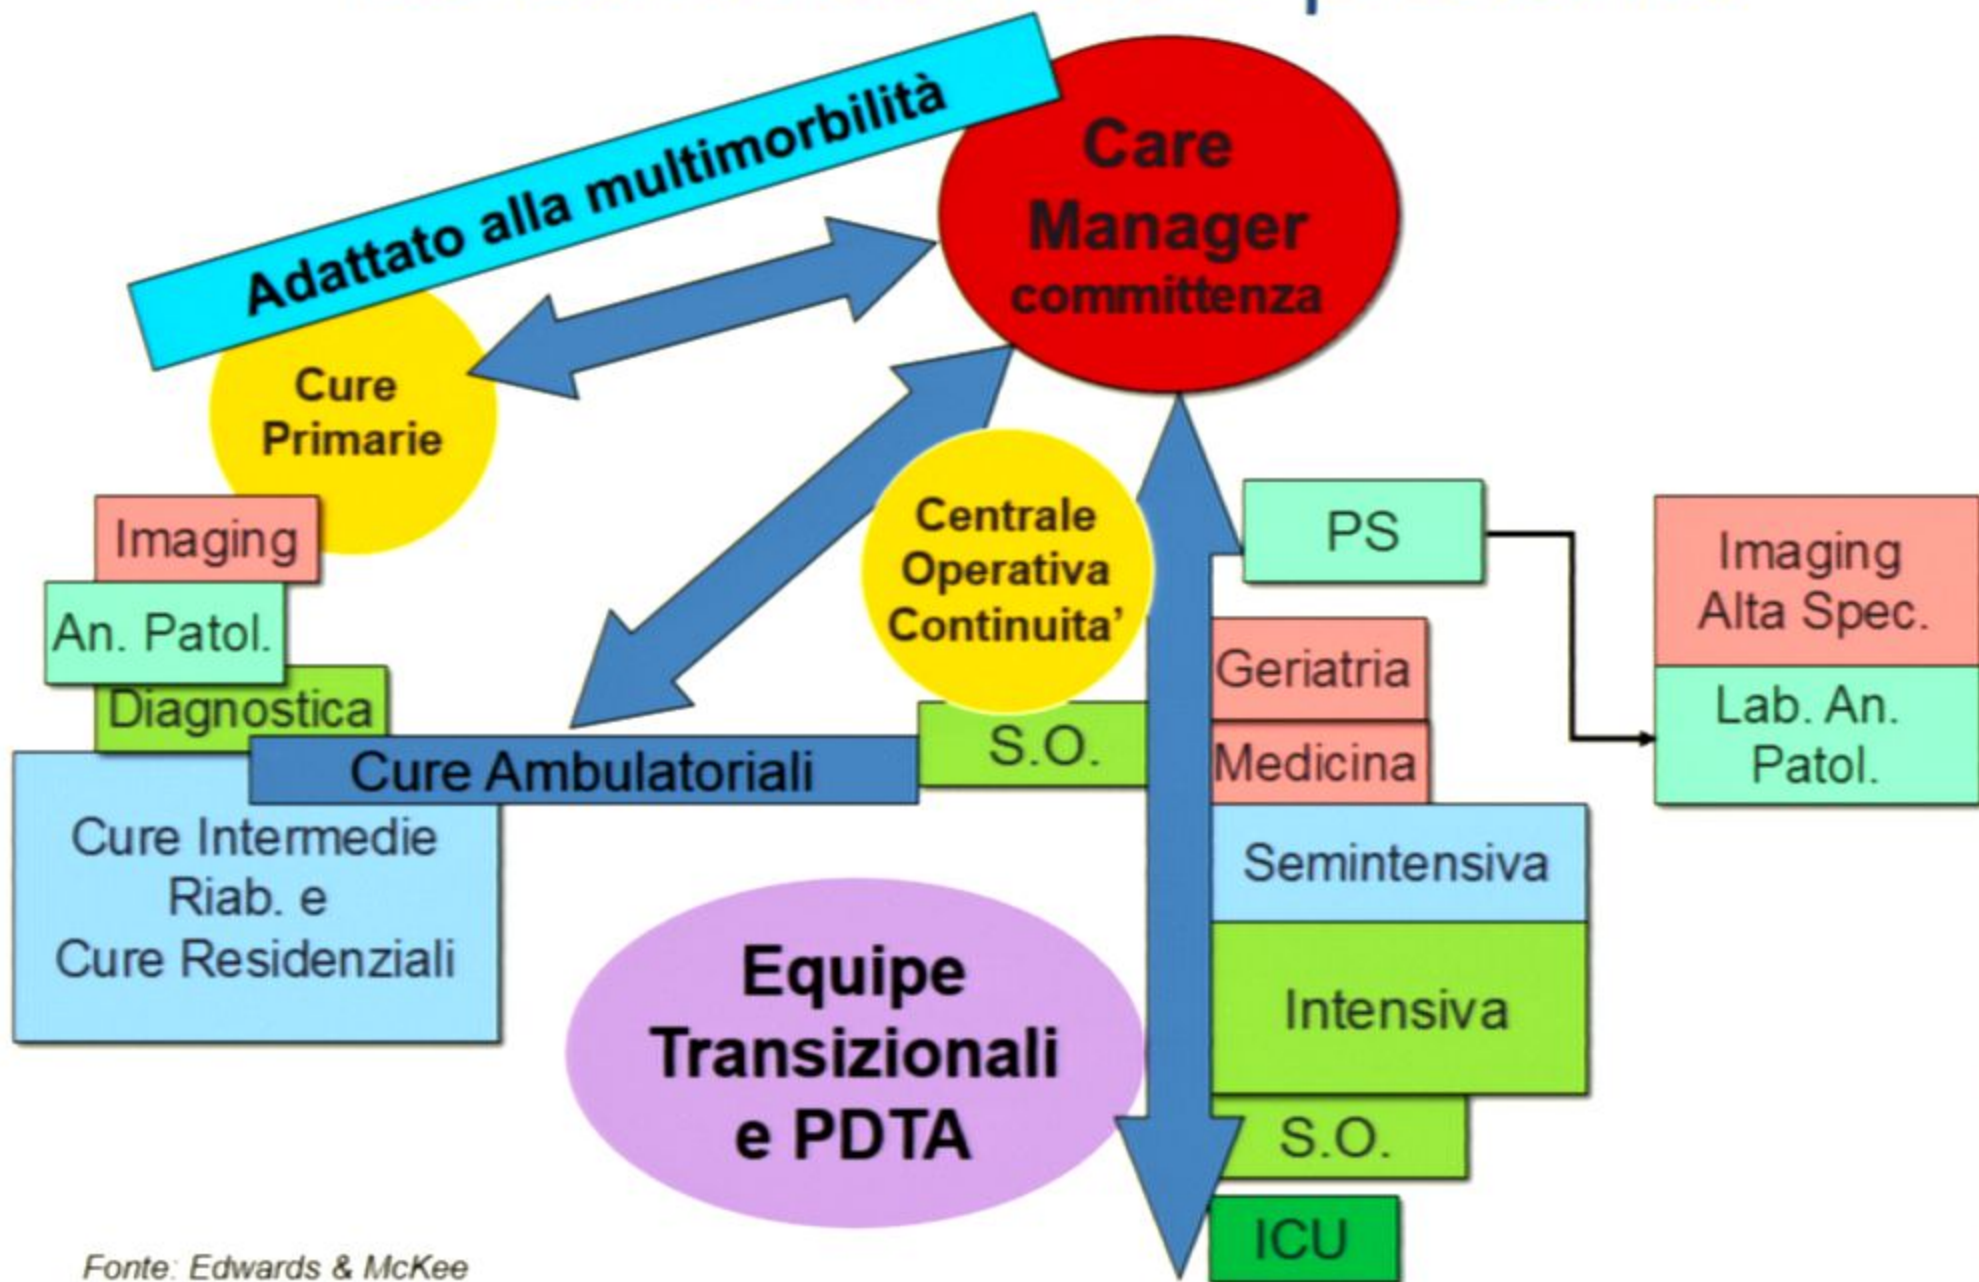 Adattato alla multimorbilità
Care
Manager
committenza
Cure
Primarie
Centrale
Operativa
Continuita'
Imaging
An. Patol.
Diagnostica
Cure Ambulatoriali
S.O.
Cure Intermedie
Riab. e
Cure Residenziali
PS
Geriatria
Medicina
Semintensiva
Intensiva
S.O.
ICU
Imaging
Alta Spec.
Lab. An.
Patol.
Equipe
Transizionali
e PDTA
Fonte: Edwards & McKee